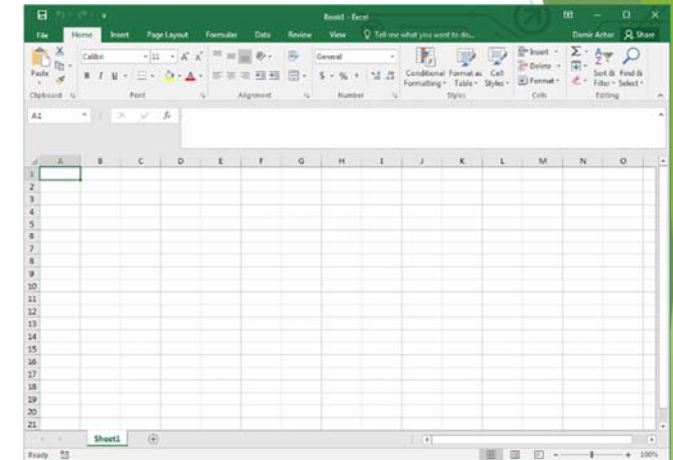 Book1 - Excel
File Home Insert Page Layout Formulas Data Review View Tell me what you want to do... Damir Arthur Share
Paste
Calibri 11
B I U A
General
$ - % ,
Conditional Formatting
Format as Table
Cell Styles
Insert
Delete
Format
Sort & Filter
Find & Select
Clipboard Font Alignment Number Styles Cells Editing
A1 fx
A B C D E F G H I J K L M N O
1
2
3
4
5
6
7
8
9
10
11
12
13
14
15
16
17
18
19
20
21
Sheet1
Ready 100%